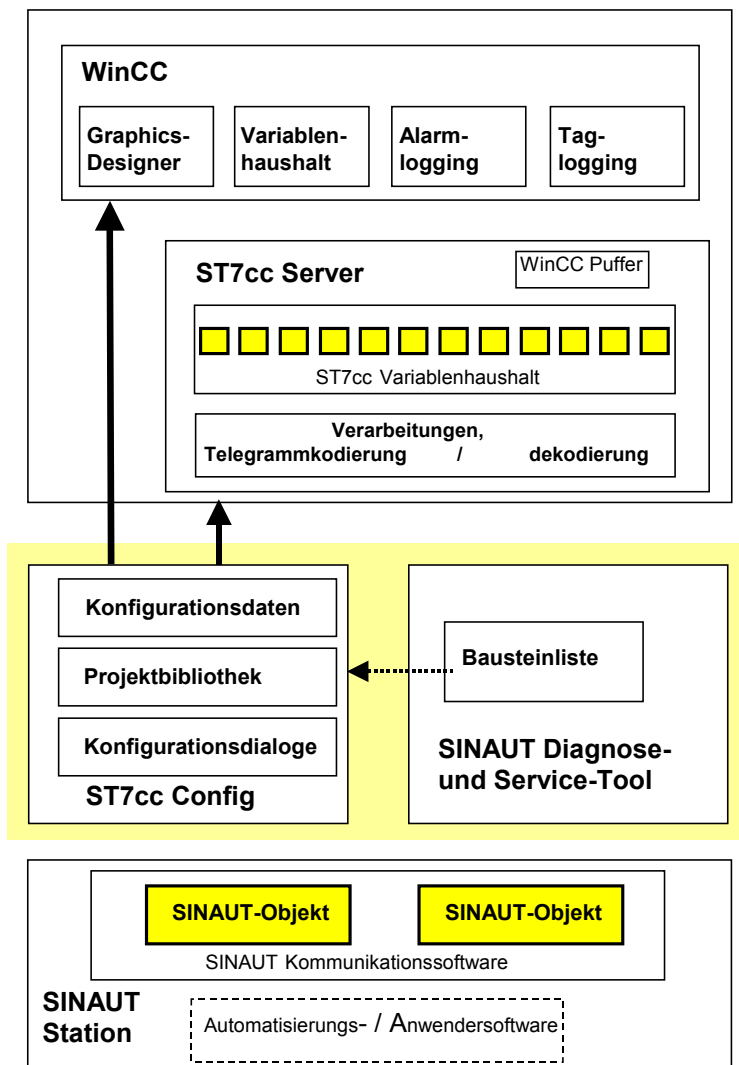 WinCC
Graphics-
Designer
Variablen-
haushalt
Alarm-
logging
Tag-
logging
ST7cc Server
WinCC Puffer
ST7cc Variablenhaushalt
Verarbeitungen,
Telegrammkodierung / dekodierung
Konfigurationsdaten
Projektbibliothek
Konfigurationsdialoge
ST7cc Config
Bausteinliste
SINAUT Diagnose-
und Service-Tool
SINAUT-Objekt
SINAUT-Objekt
SINAUT Kommunikationssoftware
SINAUT
Station
Automatisierungs- / Anwendersoftware